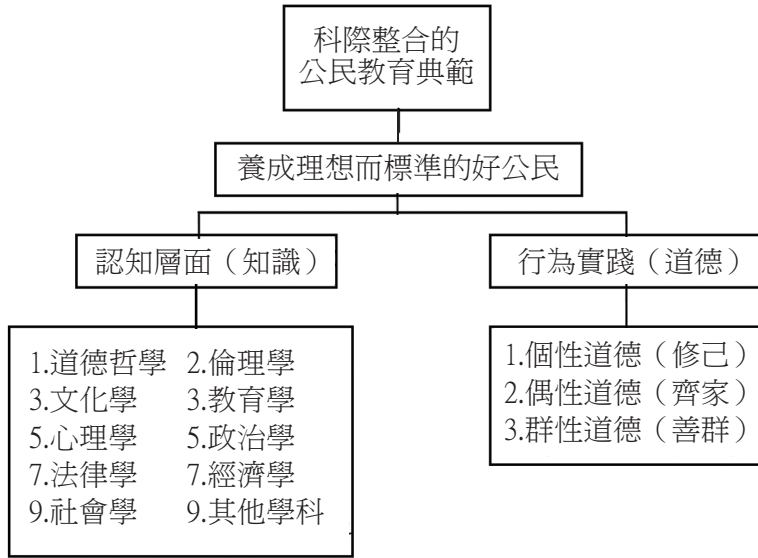 科際整合的
公民教育典範
養成理想而標準的好公民
認知層面（知識）
行為實踐（道德）
1.道德哲學 2.倫理學
3.文化學 3.教育學
5.心理學 5.政治學
7.法律學 7.經濟學
9.社會學 9.其他學科
1.個性道德（修己）
2.偶性道德（齊家）
3.群性道德（善群）